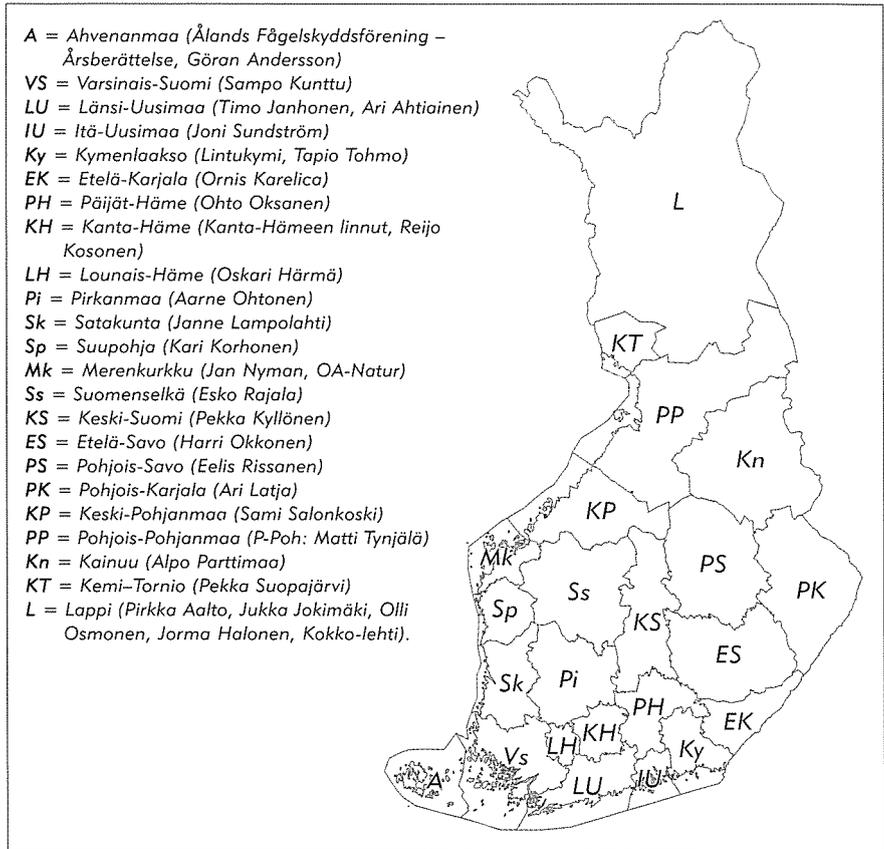 A = Ahvenanmaa (Ålands Fågelskyddsförening –
Årsberättelse, Göran Andersson)
VS = Varsinais-Suomi (Sampo Kunttu)
LU = Länsi-Uusimaa (Timo Janhonen, Ari Ahtiainen)
IU = Itä-Uusimaa (Joni Sundström)
Ky = Kymenlaakso (Lintukymi, Tapio Tohmo)
EK = Etelä-Karjala (Ornis Karelica)
PH = Päijät-Häme (Ohto Oksanen)
KH = Kanta-Häme (Kanta-Hämeen linnut, Reijo
Kosonen)
LH = Lounais-Häme (Oskari Härmä)
Pi = Pirkanmaa (Aarne Ohtonen)
Sk = Satakunta (Janne Lampolahti)
Sp = Suupohja (Kari Korhonen)
Mk = Merenkurkku (Jan Nyman, OA-Natur)
Ss = Suomenselkä (Esko Rajala)
KS = Keski-Suomi (Pekka Kyllönen)
ES = Etelä-Savo (Harri Okkonen)
PS = Pohjois-Savo (Eelis Rissanen)
PK = Pohjois-Karjala (Ari Latja)
KP = Keski-Pohjanmaa (Sami Salonkoski)
PP = Pohjois-Pohjanmaa (P-Poh: Matti Tynjälä)
Kn = Kainuu (Alpo Parttimaa)
KT = Kemi–Tornio (Pekka Suopajärvi)
L = Lappi (Pirkka Aalto, Jukka Jokimäki, Olli
Osmonen, Jorma Halonen, Kokko-lehti).
L
KT
PP
Kn
KP
Mk
Ss
PS
PK
Sp
KS
ES
Sk
Pi
PH
EK
Vs
LH
KH
Ky
A
LU
IU